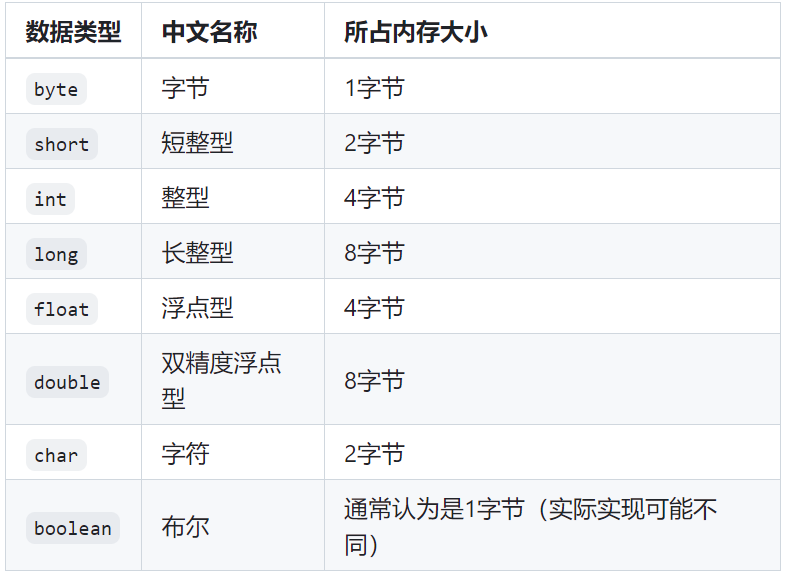 数据类型 中文名称 所占内存大小
byte 字节 1字节
short 短整型 2字节
int 整型 4字节
long 长整型 8字节
float 浮点型 4字节
double 双精度浮点
型 8字节
char 字符 2字节
boolean 布尔 通常认为是1字节（实际实现可能不
同）